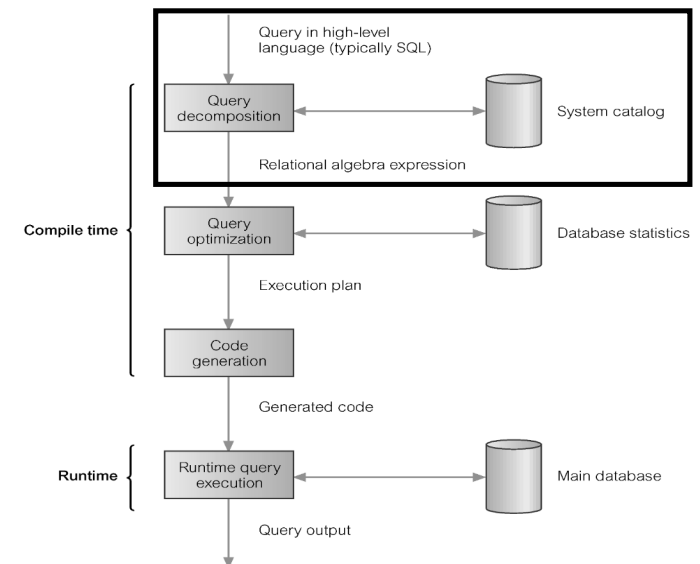 Query in high-level
language (typically SQL)
Query
decomposition
System catalog
Relational algebra expression
Compile time
Query
optimization
Database statistics
Execution plan
Code
generation
Generated code
Runtime
Runtime query
execution
Main database
Query output